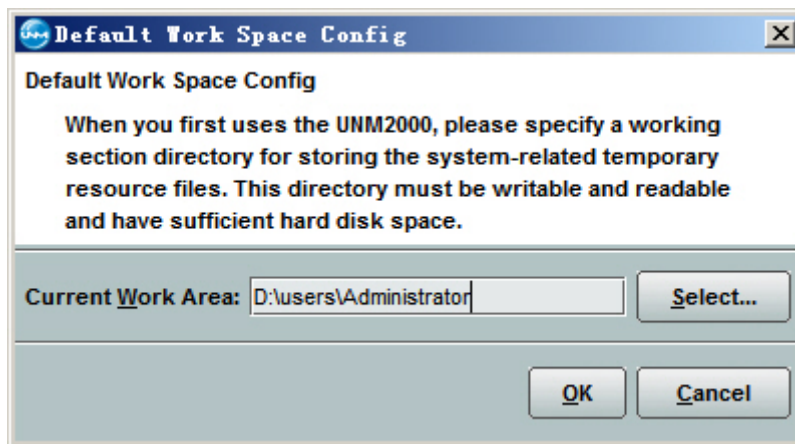 Default Work Space Config
Default Work Space Config
When you first uses the UNM2000, please specify a working
section directory for storing the system-related temporary
resource files. This directory must be writable and readable
and have sufficient hard disk space.
Current Work Area: D:\users\Administrator Select...
OK Cancel